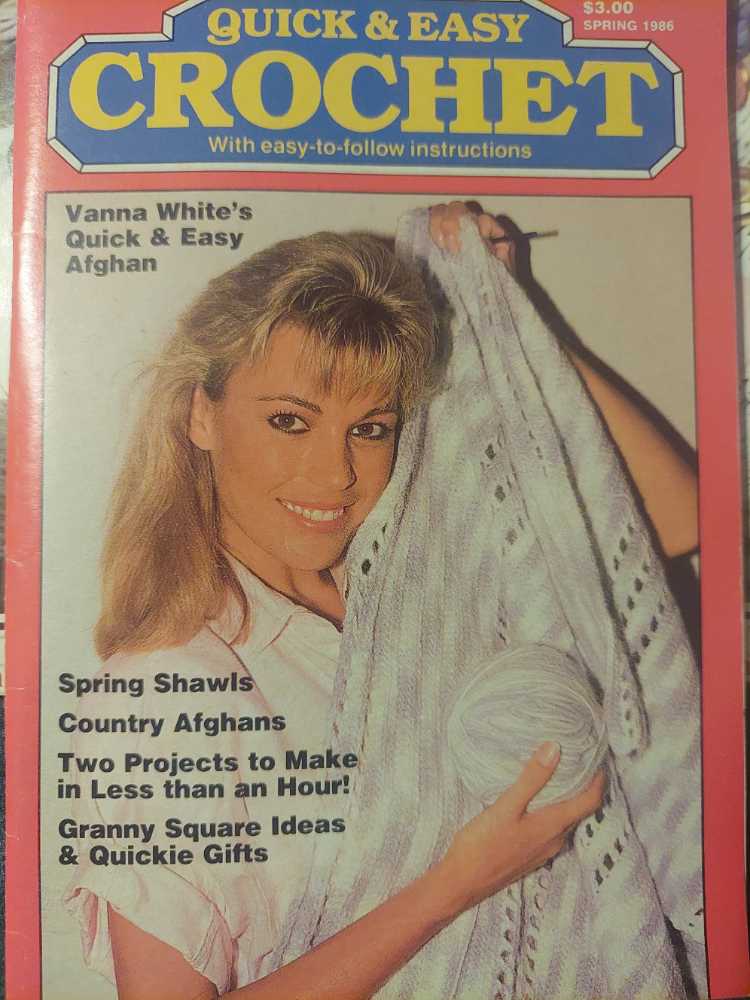 $3.00
SPRING 1986
QUICK & EASY
CROCHET
With easy-to-follow instructions
Vanna White's
Quick & Easy
Afghan
Spring Shawls
Country Afghans
Two Projects to Make
in Less than an Hour!
Granny Square Ideas
& Quickie Gifts